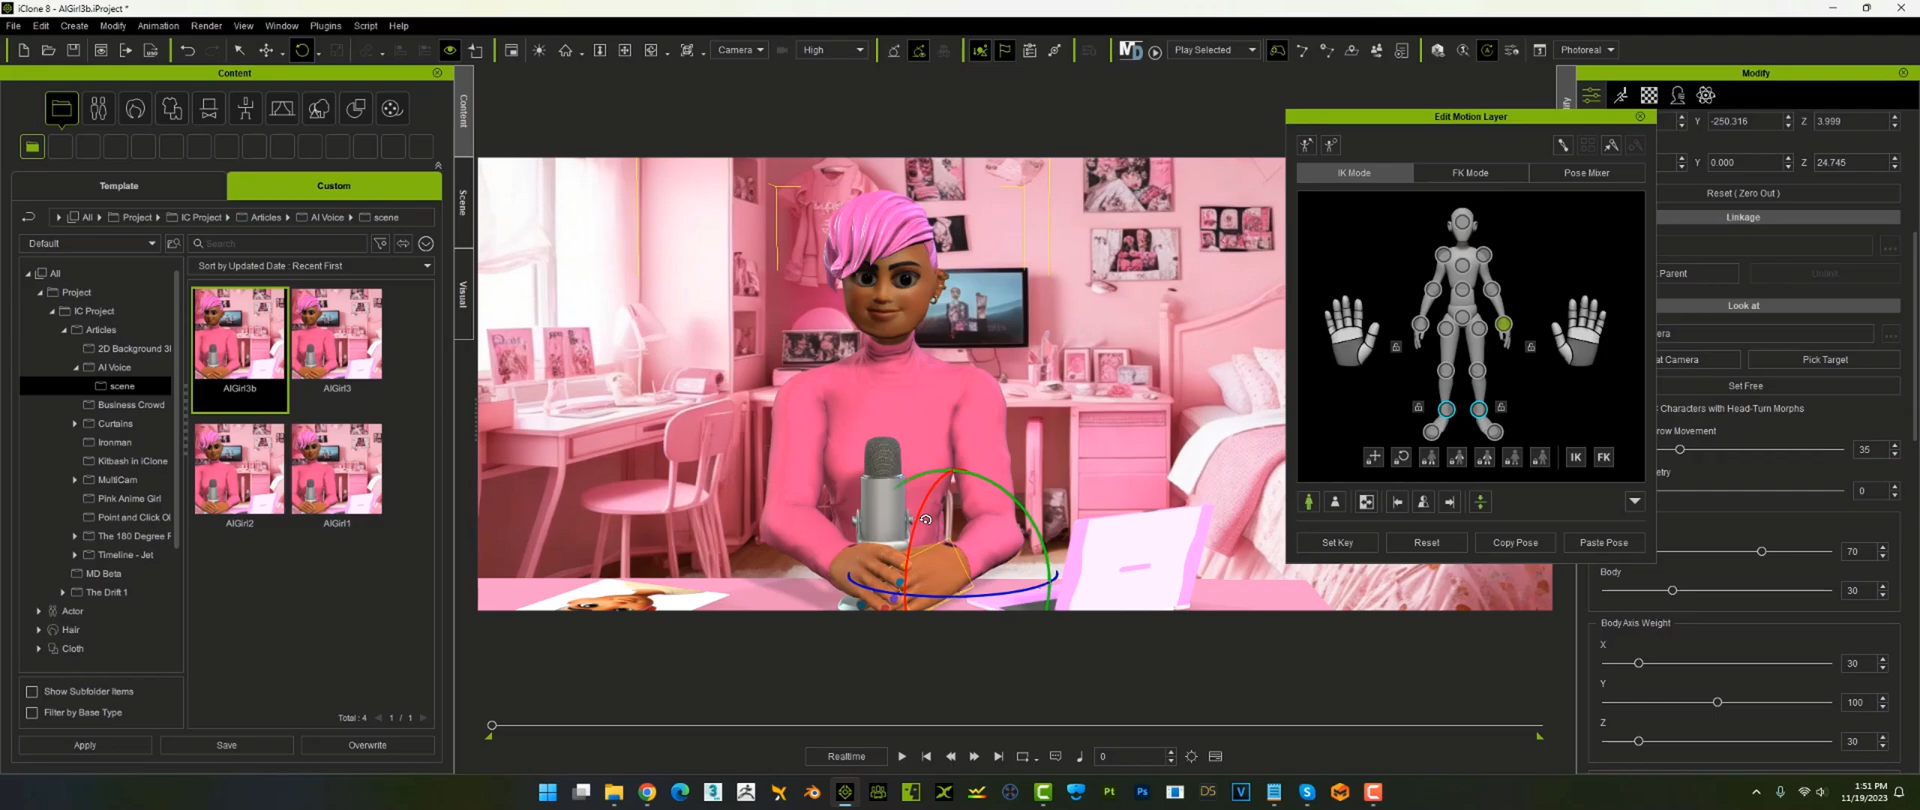 iClone 8 - AIGirl3b.iProject *
File Edit Create Modify Animation Render View Window Plugins Script Help
Camera High Play Selected Photoreal
Content
Content
Scene
Visual
Template Custom
All Project IC Project Articles AI Voice scene
Default Search
All
Project
IC Project
Articles
2D Background 3
AI Voice
scene
Business Crowd
Curtains
Ironman
Kitbash in iClone
MultiCam
Pink Anime Girl
Point and Click O
The 180 Degree
Timeline - Jet
MD Beta
The Drift 1
Actor
Hair
Cloth
Sort by Updated Date : Recent First
AIGirl3b AIGirl3
AIGirl2 AIGirl1
Show Subfolder Items
Filter by Base Type
Total : 4 1 / 1
Apply Save Overwrite
Realtime 0
Edit Motion Layer
IK Mode FK Mode Pose Mixer
IK FK
Set Key Reset Copy Pose Paste Pose
Modify
Y -250.316 Z 3.999
Y 0.000 Z 24.745
Reset ( Zero Out )
Linkage
Parent Unlink
Look at
at Camera Pick Target
Set Free
Characters with Head-Turn Morphs
row Movement
35
etry
0
70
Body
30
Body Axis Weight
X
30
Y
100
Z
30
1:51 PM
11/19/2023